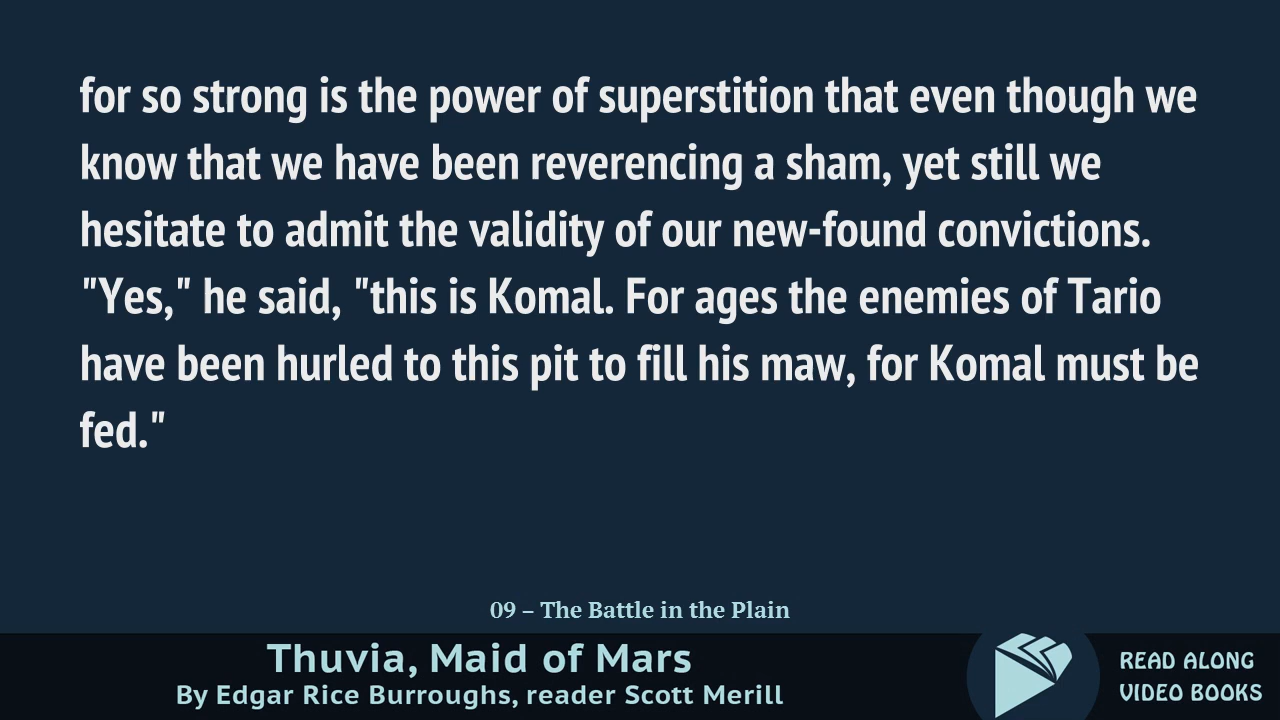 for so strong is the power of superstition that even though we
know that we have been reverencing a sham, yet still we
hesitate to admit the validity of our new-found convictions.
"Yes," he said, "this is Komal. For ages the enemies of Tario
have been hurled to this pit to fill his maw, for Komal must be
fed."
09 – The Battle in the Plain
Thuvia, Maid of Mars
By Edgar Rice Burroughs, reader Scott Merill
READ ALONG
VIDEO BOOKS